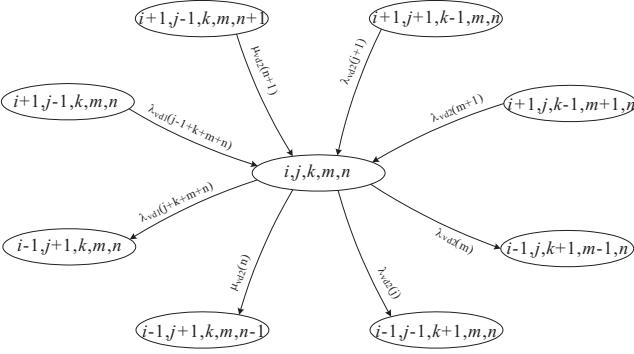 i+1,j-1,k,m,n+1
i+1,j+1,k-1,m,n
μvd2(n+1)
λvd2(j+1)
i+1,j-1,k,m,n
i+1,j,k-1,m+1,n
λvd1(j-1+k+m+n)
λvd2(m+1)
i,j,k,m,n
λvd1(j+k+m+n)
λvd2(m)
i-1,j+1,k,m,n
i-1,j,k+1,m-1,n
μvd2(n)
λvd2(j)
i-1,j+1,k,m,n-1
i-1,j-1,k+1,m,n